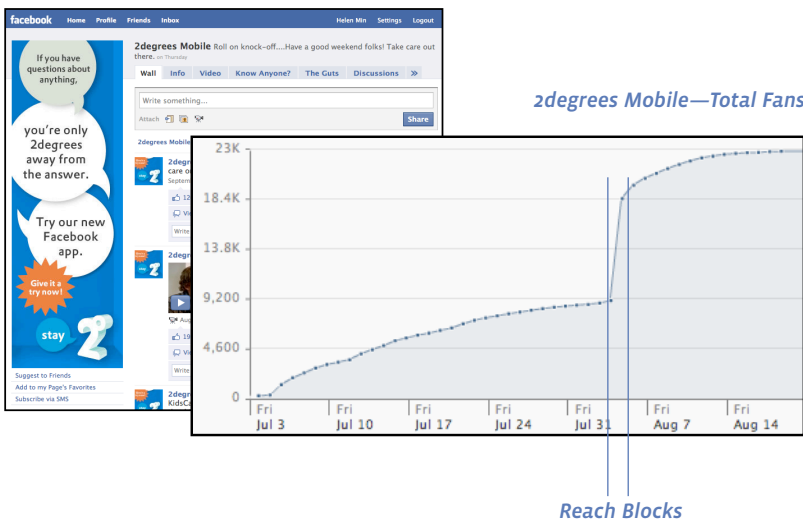 facebook Home Profile Friends Inbox Helen Min Settings Logout
If you have
questions about
anything,
you're only
2degrees
away from
the answer.
Try our new
Facebook
app.
Give it a
try now!
stay 2
Suggest to Friends
Add to my Page's Favorites
Subscribe via SMS
2degrees Mobile Roll on knock-off....Have a good weekend folks! Take care out
there. on Thursday
Wall Info Video Know Anyone? The Guts Discussions »
Write something...
Attach Share
2degrees Mobile
care
Write
Write
2degrees Mobile—Total Fans
23K
18.4K
13.8K
9,200
4,600
0
Fri Fri Fri Fri Fri Fri Fri
Jul 3 Jul 10 Jul 17 Jul 24 Jul 31 Aug 7 Aug 14
Reach Blocks